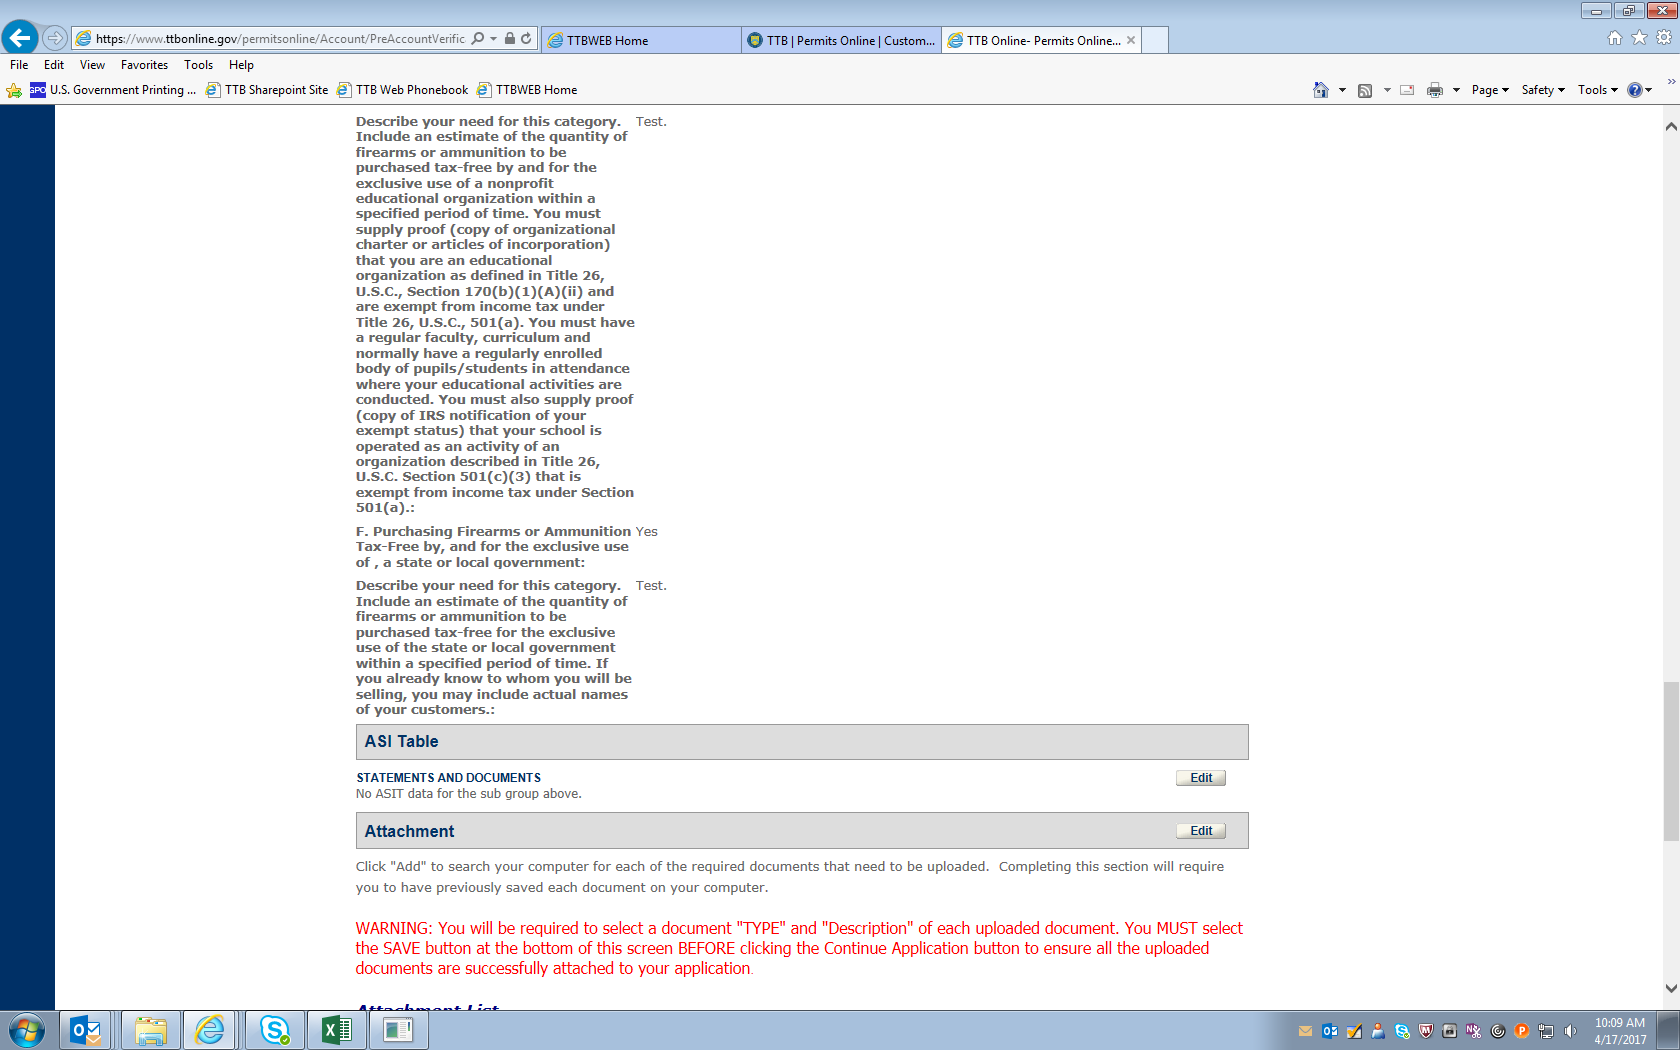 https://www.ttbonline.gov/permitsonline/Account/PreAccountVerific
TTBWEB Home
TTB | Permits Online | Custom...
TTB Online- Permits Online...
File Edit View Favorites Tools Help
GPO U.S. Government Printing ...
TTB Sharepoint Site
TTB Web Phonebook
TTBWEB Home
Page Safety Tools
Describe your need for this category. Test.
Include an estimate of the quantity of
firearms or ammunition to be
purchased tax-free by and for the
exclusive use of a nonprofit
educational organization within a
specified period of time. You must
supply proof (copy of organizational
charter or articles of incorporation)
that you are an educational
organization as defined in Title 26,
U.S.C., Section 170(b)(1)(A)(ii) and
are exempt from income tax under
Title 26, U.S.C., 501(a). You must have
a regular faculty, curriculum and
normally have a regularly enrolled
body of pupils/students in attendance
where your educational activities are
conducted. You must also supply proof
(copy of IRS notification of your
exempt status) that your school is
operated as an activity of an
organization described in Title 26,
U.S.C. Section 501(c)(3) that is
exempt from income tax under Section
501(a).:
F. Purchasing Firearms or Ammunition Yes
Tax-Free by, and for the exclusive use
of , a state or local government:
Describe your need for this category. Test.
Include an estimate of the quantity of
firearms or ammunition to be
purchased tax-free for the exclusive
use of the state or local government
within a specified period of time. If
you already know to whom you will be
selling, you may include actual names
of your customers.:
ASI Table
STATEMENTS AND DOCUMENTS Edit
No ASIT data for the sub group above.
Attachment Edit
Click "Add" to search your computer for each of the required documents that need to be uploaded. Completing this section will require
you to have previously saved each document on your computer.
WARNING: You will be required to select a document "TYPE" and "Description" of each uploaded document. You MUST select
the SAVE button at the bottom of this screen BEFORE clicking the Continue Application button to ensure all the uploaded
documents are successfully attached to your application.
Attachment List
10:09 AM
4/17/2017